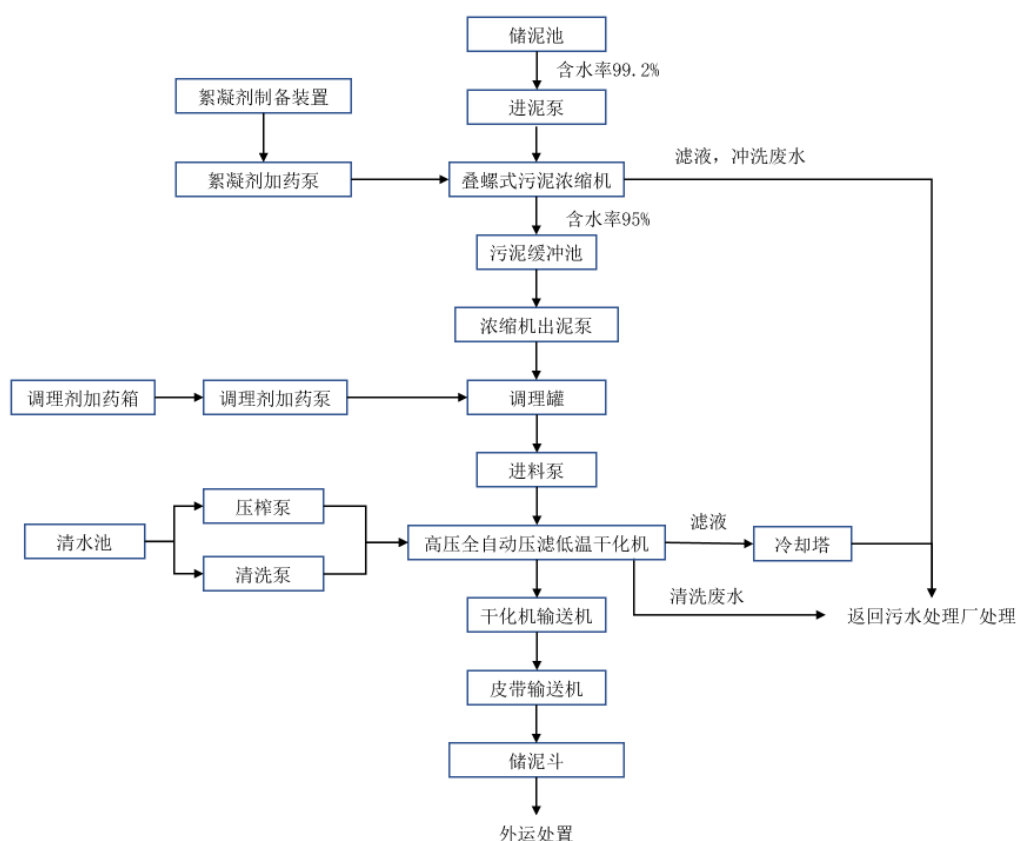 储泥池
含水率99.2%
絮凝剂制备装置
进泥泵
滤液，冲洗废水
絮凝剂加药泵
叠螺式污泥浓缩机
含水率95%
污泥缓冲池
浓缩机出泥泵
调理剂加药箱
调理剂加药泵
调理罐
进料泵
压榨泵
清水池
高压全自动压滤低温干化机
滤液
冷却塔
清洗泵
清洗废水
干化机输送机
返回污水处理厂处理
皮带输送机
储泥斗
外运处置